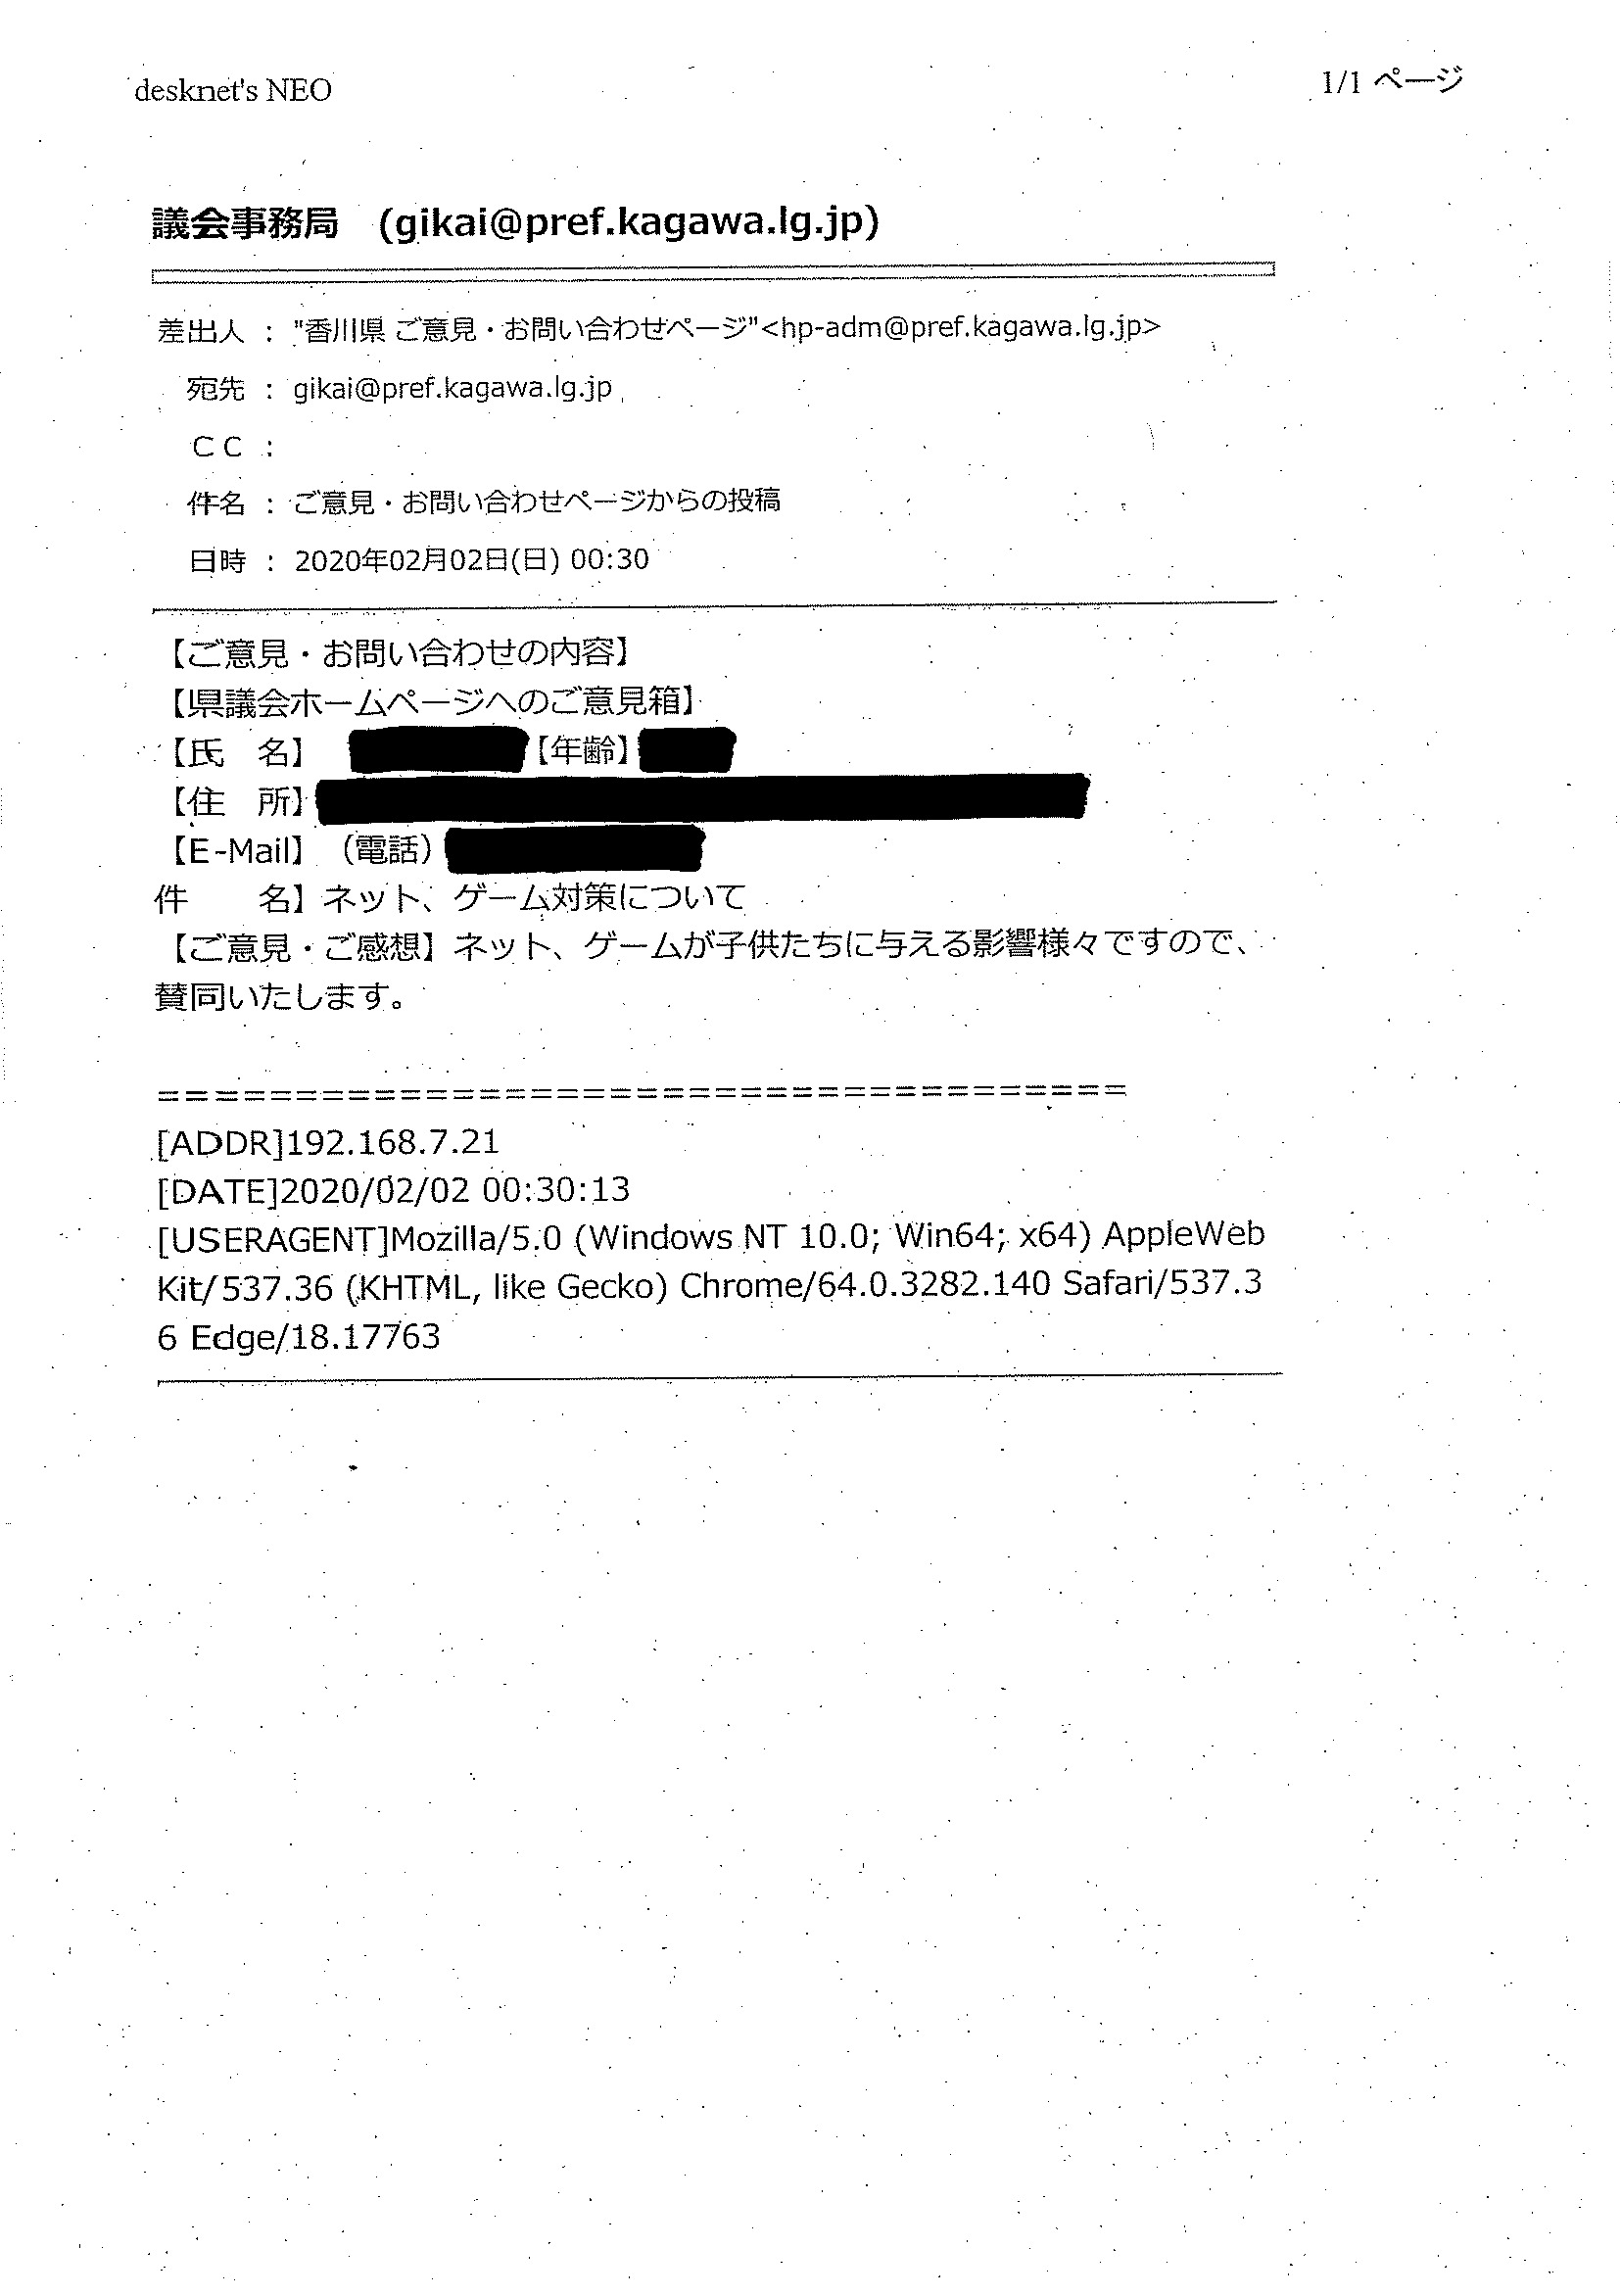 desknet's NEO
1/1 ページ
議会事務局　(gikai@pref.kagawa.lg.jp)
差出人 : "香川県 ご意見・お問い合わせページ"<hp-adm@pref.kagawa.lg.jp>
宛先 : gikai@pref.kagawa.lg.jp
ＣＣ :
件名 : ご意見・お問い合わせページからの投稿
日時 : 2020年02月02日(日) 00:30
【ご意見・お問い合わせの内容】
【県議会ホームページへのご意見箱】
【氏　名】　【年齢】
【住　所】
【E-Mail】（電話）
件　　名】ネット、ゲーム対策について
【ご意見・ご感想】ネット、ゲームが子供たちに与える影響様々ですので、
賛同いたします。
=====================================
[ADDR]192.168.7.21
[DATE]2020/02/02 00:30:13
[USERAGENT]Mozilla/5.0 (Windows NT 10.0; Win64; x64) AppleWeb
Kit/537.36 (KHTML, like Gecko) Chrome/64.0.3282.140 Safari/537.3
6 Edge/18.17763